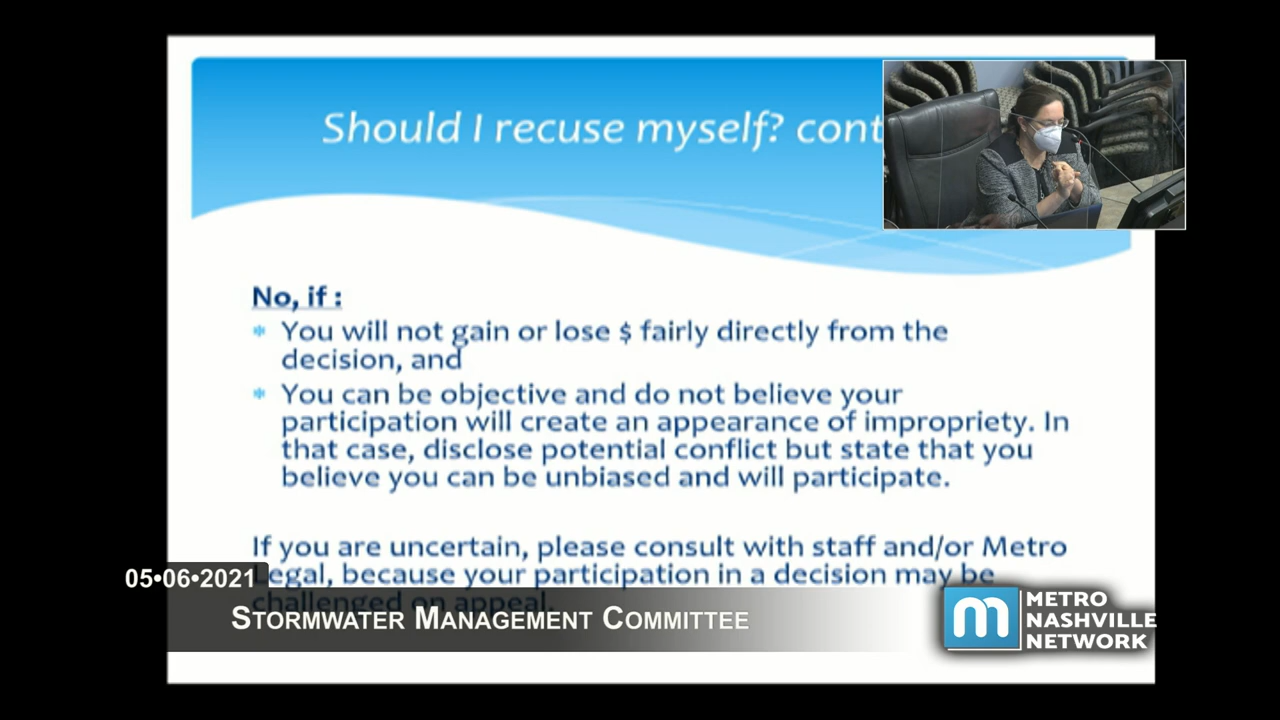 Should I recuse myself? cont
No, if :
* You will not gain or lose $ fairly directly from the
decision, and
* You can be objective and do not believe your
participation will create an appearance of impropriety. In
that case, disclose potential conflict but state that you
believe you can be unbiased and will participate.
If you are uncertain, please consult with staff and/or Metro
Legal, because your participation in a decision may be
challenged on appeal.
05•06•2021
STORMWATER MANAGEMENT COMMITTEE
m METRO
NASHVILLE
NETWORK